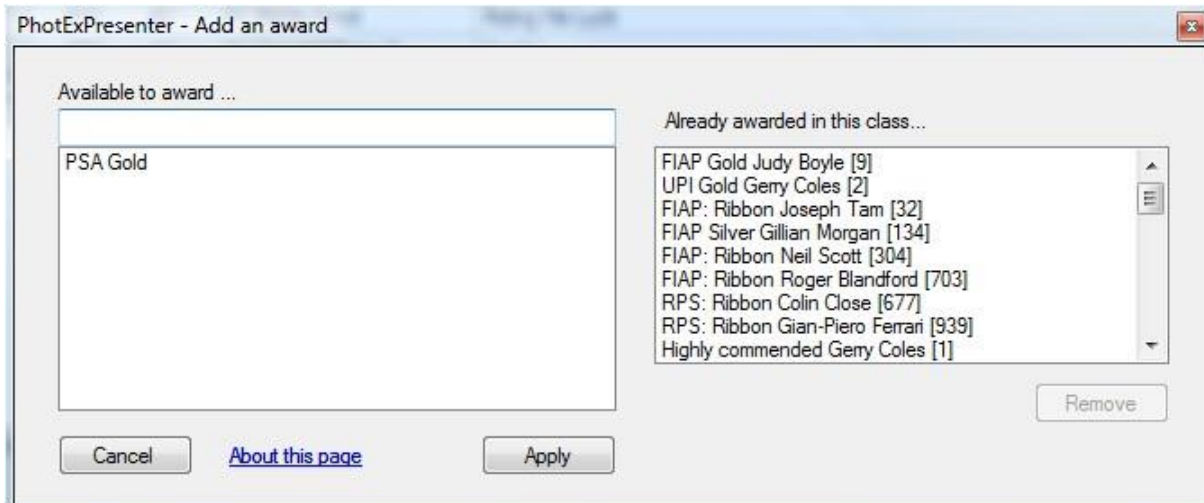 PhotExPresenter - Add an award
Available to award ...
PSA Gold
Already awarded in this class...
FIAP Gold Judy Boyle [9]
UPI Gold Gerry Coles [2]
FIAP: Ribbon Joseph Tam [32]
FIAP Silver Gillian Morgan [134]
FIAP: Ribbon Neil Scott [304]
FIAP: Ribbon Roger Blandford [703]
RPS: Ribbon Colin Close [677]
RPS: Ribbon Gian-Piero Ferrari [939]
Highly commended Gerry Coles [1]
Remove
Cancel
About this page
Apply